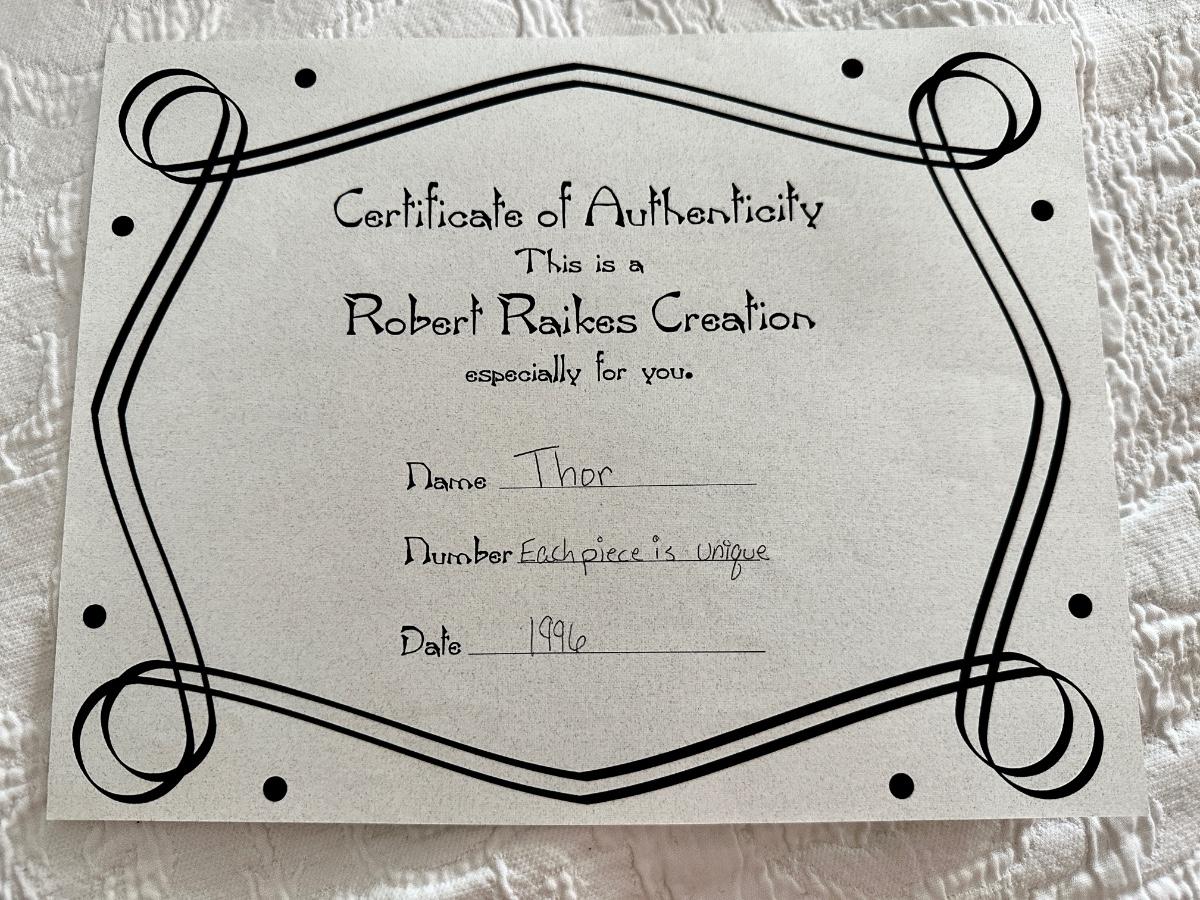 Certificate of Authenticity
This is a
Robert Raikes Creation
especially for you.
Name Thor
Number Each piece is unique
Date 1996